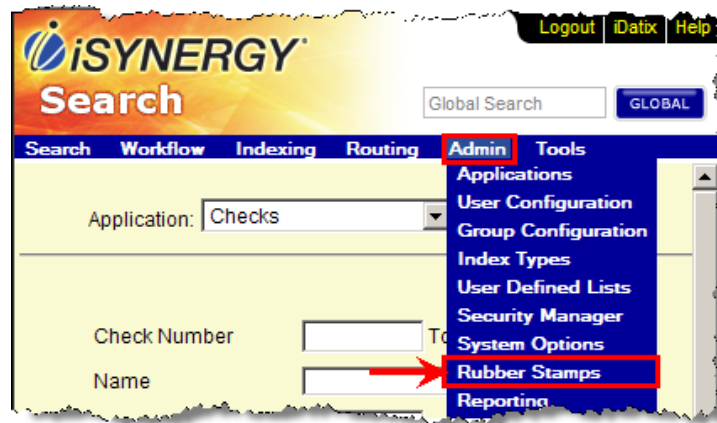 Logout iDatix Help
iSYNERGY
Search
Global Search GLOBAL
Search Workflow Indexing Routing Admin Tools
Applications
User Configuration
Group Configuration
Index Types
User Defined Lists
Security Manager
System Options
Rubber Stamps
Reporting
Application: Checks
Check Number To
Name